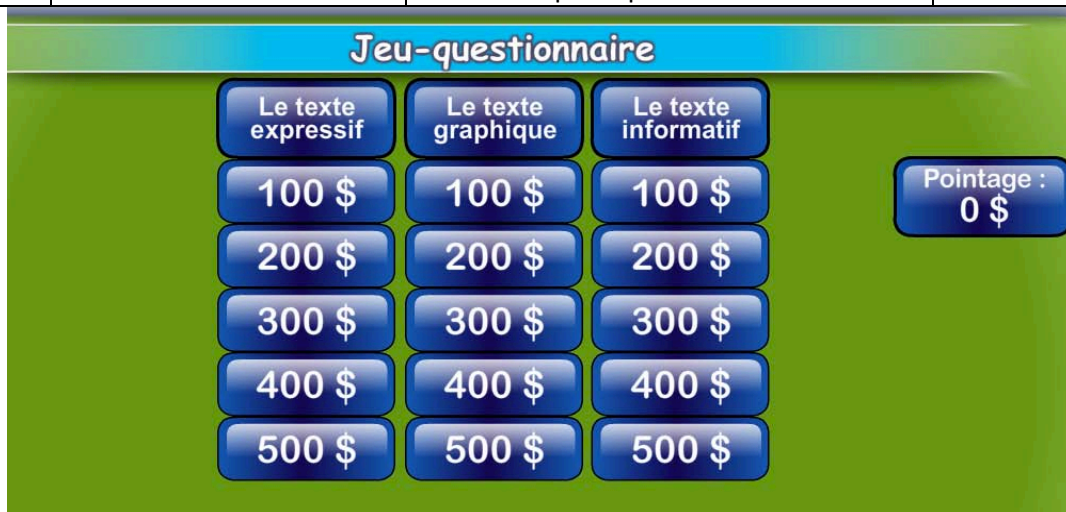 Jeu-questionnaire
Le texte
expressif
Le texte
graphique
Le texte
informatif
100 $
100 $
100 $
Pointage :
0 $
200 $
200 $
200 $
300 $
300 $
300 $
400 $
400 $
400 $
500 $
500 $
500 $